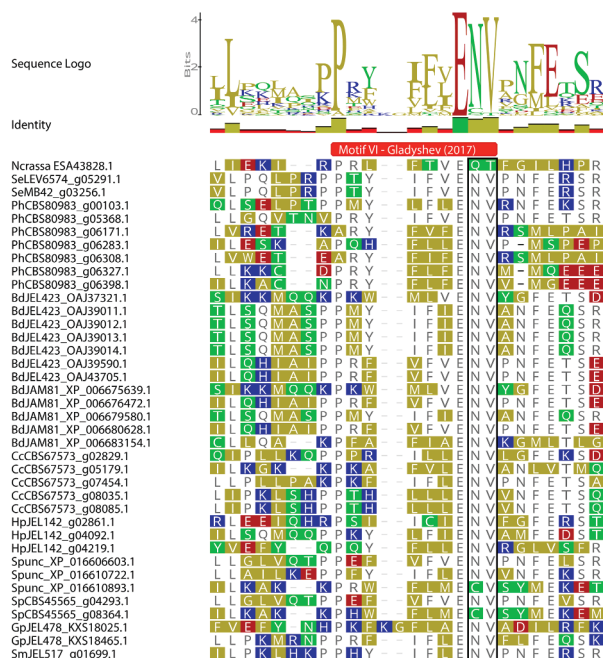 Sequence Logo
Bits
4
2
0
Identity
Motif VI - Gladyshev (2017)
Ncrassa ESA43828.1 L I E K I - - R P R L - - F T V E Q T F G I L H P R
SeLEV6574_g05291.1 V L P Q L P R P P T Y - - I F V E N V P N F E R S R
SeMB42_g03256.1 V L P Q L P R P P T Y - - I F V E N V P N F E R S R
PhCBS80983_g00103.1 Q L S E L P T P P M Y - - L F L E N V R N F E K S R
PhCBS80983_g05368.1 L L G Q V T N V P R Y - - I F V E N V P N F E T S R
PhCBS80983_g06171.1 L V R E T - - K A R Y - - F V F E N V R S M L P A I
PhCBS80983_g06283.1 I L E S K - - A P Q H - - F L F E N V P - M S P E P
PhCBS80983_g06308.1 L V W E T - - E A R Y - - F L F E N V R S M L P A I
PhCBS80983_g06327.1 L L K K C - - D P R Y - - F L F E N V M - M Q E E E
PhCBS80983_g06398.1 L I K A C - - N P R Y - - F L F E N V V - M G E E E
BdJEL423_OAJ37321.1 S I K K M Q Q K P K W - - M L V E N V Y G F E T S D
BdJEL423_OAJ39011.1 T L S Q M A S P P M Y - - I F I E N V A N F E Q S R
BdJEL423_OAJ39012.1 T L S Q M A S P P M Y - - I F I E N V A N F E Q S R
BdJEL423_OAJ39013.1 T L S Q M A S P P M Y - - I F I E N V A N F E Q S R
BdJEL423_OAJ39014.1 T L S Q M A S P P M Y - - I F I E N V A N F E Q S R
BdJEL423_OAJ39590.1 I L Q H I A I P P R F - - V F V E N V P N F E T S E
BdJEL423_OAJ43705.1 I L Q H I A I P P R F - - V F V E N V P N F E T S E
BdJAM81_XP_006675639.1 S I K K M Q Q K P K W - - M L V E N V Y G F E T S D
BdJAM81_XP_006676472.1 I L Q H I A I P P R F - - V F V E N V P N F E T S E
BdJAM81_XP_006679580.1 T L S Q M A S P P M Y - - I F I E N V A N F E Q S R
BdJAM81_XP_006680628.1 I L Q H I A I P P R F - - V F V E N V P N F E T S E
BdJAM81_XP_006683154.1 C L L Q A - - K P F A - - F L F E N V K G M L T L G
CcCBS67573_g02829.1 Q L P L L K Q P P R L - - I L L E N V L G F E K S D
CcCBS67573_g05179.1 I L K G K - - K P K A - - F V L E N V A N L V T M Q
CcCBS67573_g07454.1 L P L L P A K K P F L - - I F L E N V P N F E T S A
CcCBS67573_g08035.1 L I P K L S H P P T H - - L L L E N V V N F E T S Q
CcCBS67573_g08085.1 L I P K L S H P P T H - - L L L E N V V N F E T S Q
HpJEL142_g02861.1 R L E E I Q H R P S L - - I C I E N V F G F E R S T
HpJEL142_g04092.1 L I S Q M Q Q P P K Y - - L F I E N V A M F E D S T
HpJEL142_g04219.1 Y V E F Y - - Q P Q Y - - F L L E N V R G L V S F R
Spunc_XP_016606603.1 L L G L V Q T P P E F - - V F V E N V P N F E V S R
Spunc_XP_016610722.1 L L A L L K E P P F Y - - L F V E N V P N F E K S R
Spunc_XP_016610893.1 L I K A K - - K P R W - - F L M E C V S Y M E K E T
SpCBS45565_g04293.1 L L G L V Q T P P E F - - V F V E N V P N F E V S R
SpCBS45565_g08364.1 L I K A K - - K P K W - - F L M E C V S Y M E K E M
GpJEL478_KXS18025.1 F V E F Y - N H P K F K G F L A E N V A D I L R F K
GpJEL478_KXS18465.1 L L P K M R N P P R F - - V F V E N V F L F E Q S K
SmJEL517_g01699.1 L I P K L H K P P H Y - - I F V E N V V N F E T S R